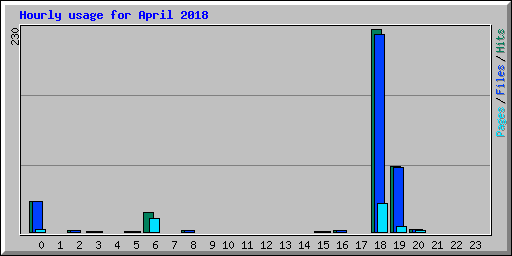 Hourly usage for April 2018
230
Pages/Files/Hits
0 1 2 3 4 5 6 7 8 9 10 11 12 13 14 15 16 17 18 19 20 21 22 23